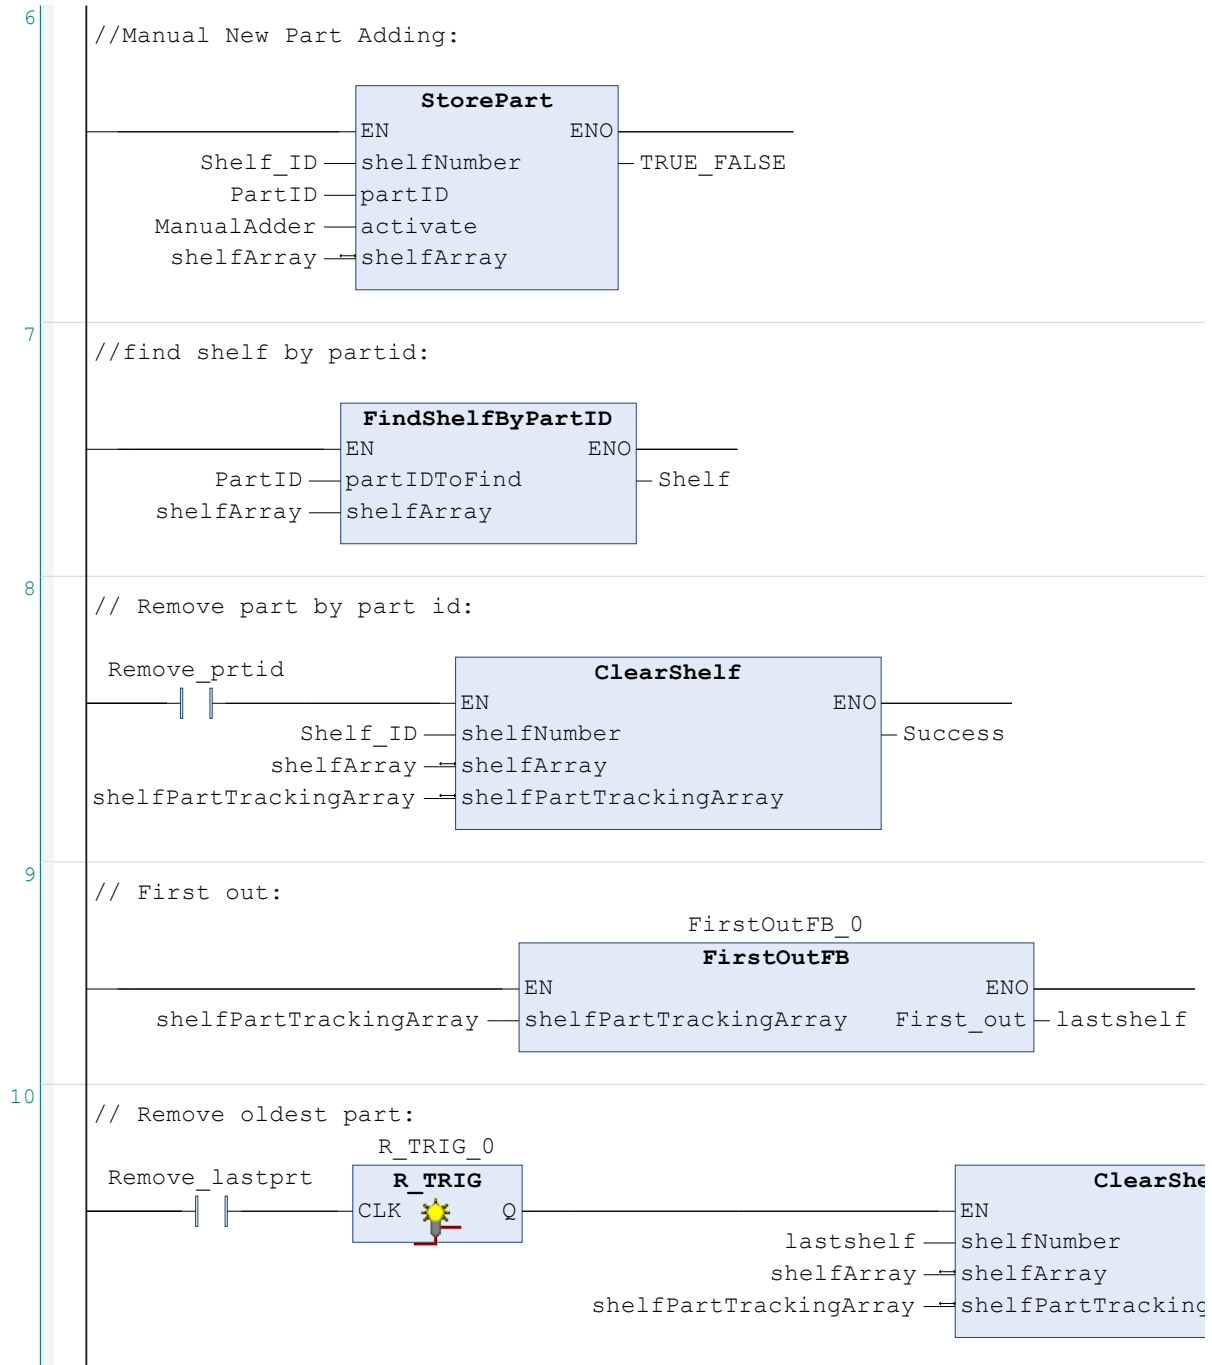 6
//Manual New Part Adding:
StorePart
EN ENO
Shelf_ID shelfNumber TRUE_FALSE
PartID partID
ManualAdder activate
shelfArray shelfArray
7
//find shelf by partid:
FindShelfByPartID
EN ENO
PartID partIDToFind Shelf
shelfArray shelfArray
8
// Remove part by part id:
Remove_prtid
ClearShelf
EN ENO
Shelf_ID shelfNumber Success
shelfArray shelfArray
shelfPartTrackingArray shelfPartTrackingArray
9
// First out:
FirstOutFB_0
FirstOutFB
EN ENO
shelfPartTrackingArray shelfPartTrackingArray First_out lastshelf
10
// Remove oldest part:
R_TRIG_0
Remove_lastprt R_TRIG ClearShe
CLK Q EN
lastshelf shelfNumber
shelfArray shelfArray
shelfPartTrackingArray shelfPartTracking